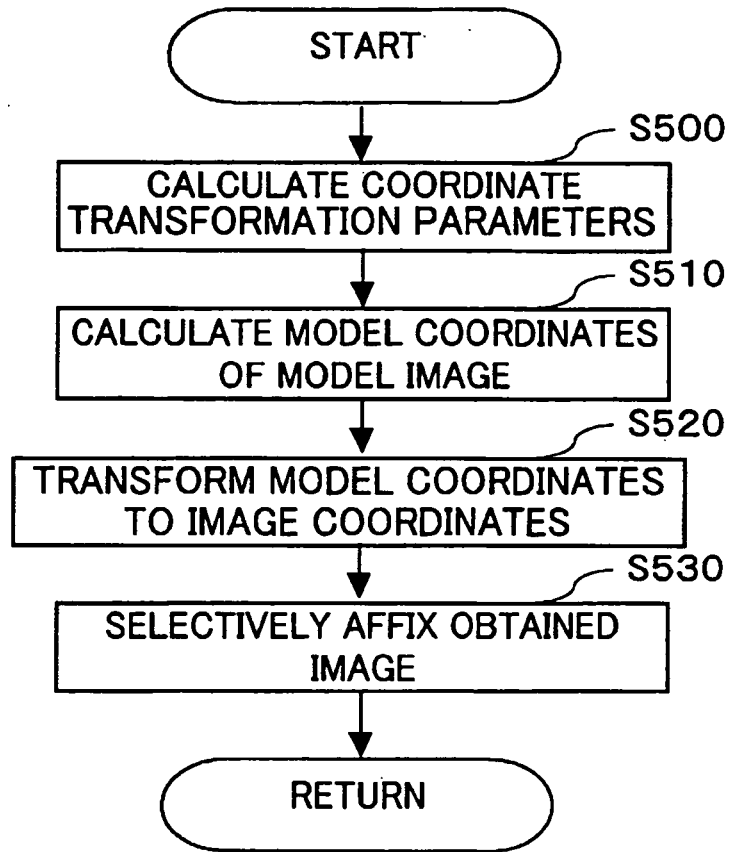 START
S500
CALCULATE COORDINATE
TRANSFORMATION PARAMETERS
S510
CALCULATE MODEL COORDINATES
OF MODEL IMAGE
S520
TRANSFORM MODEL COORDINATES
TO IMAGE COORDINATES
S530
SELECTIVELY AFFIX OBTAINED
IMAGE
RETURN